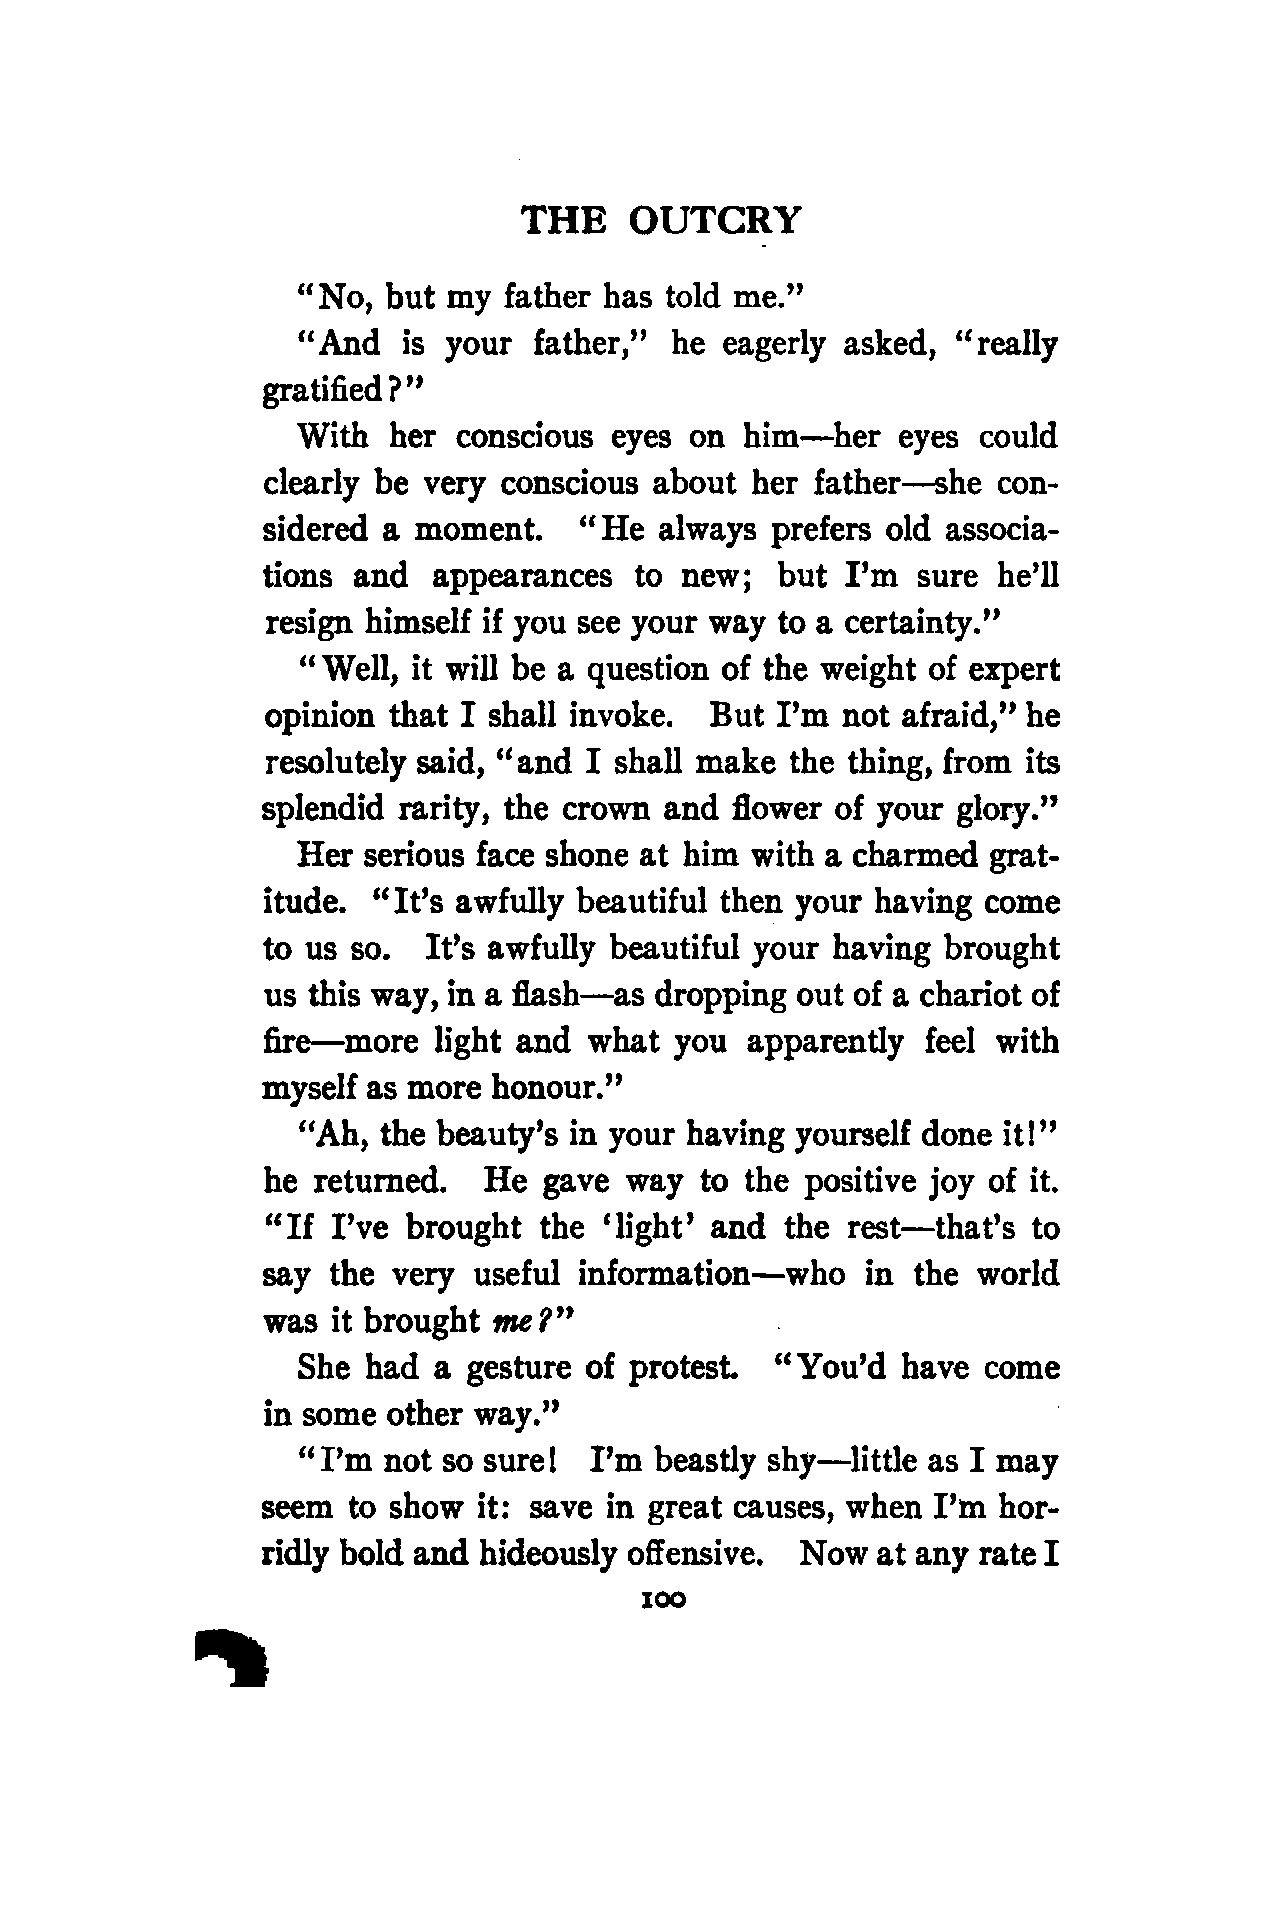 THE OUTCRY
“No, but my father has told me.”
“And is your father,” he eagerly asked, “really
gratified?”
With her conscious eyes on him—her eyes could
clearly be very conscious about her father—she con-
sidered a moment. “He always prefers old associa-
tions and appearances to new; but I’m sure he’ll
resign himself if you see your way to a certainty.”
“Well, it will be a question of the weight of expert
opinion that I shall invoke. But I’m not afraid,” he
resolutely said, “and I shall make the thing, from its
splendid rarity, the crown and flower of your glory.”
Her serious face shone at him with a charmed grat-
itude. “It’s awfully beautiful then your having come
to us so. It’s awfully beautiful your having brought
us this way, in a flash—as dropping out of a chariot of
fire—more light and what you apparently feel with
myself as more honour.”
“Ah, the beauty’s in your having yourself done it!”
he returned. He gave way to the positive joy of it.
“If I’ve brought the ‘light’ and the rest—that’s to
say the very useful information—who in the world
was it brought me?”
She had a gesture of protest. “You’d have come
in some other way.”
“I’m not so sure! I’m beastly shy—little as I may
seem to show it: save in great causes, when I’m hor-
ridly bold and hideously offensive. Now at any rate I
100